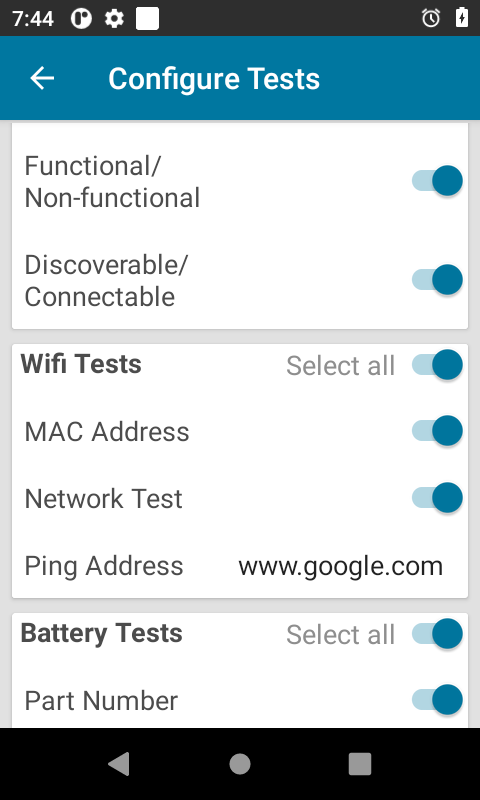 7:44
Configure Tests
Functional/
Non-functional
Discoverable/
Connectable
Wifi Tests Select all
MAC Address
Network Test
Ping Address www.google.com
Battery Tests Select all
Part Number